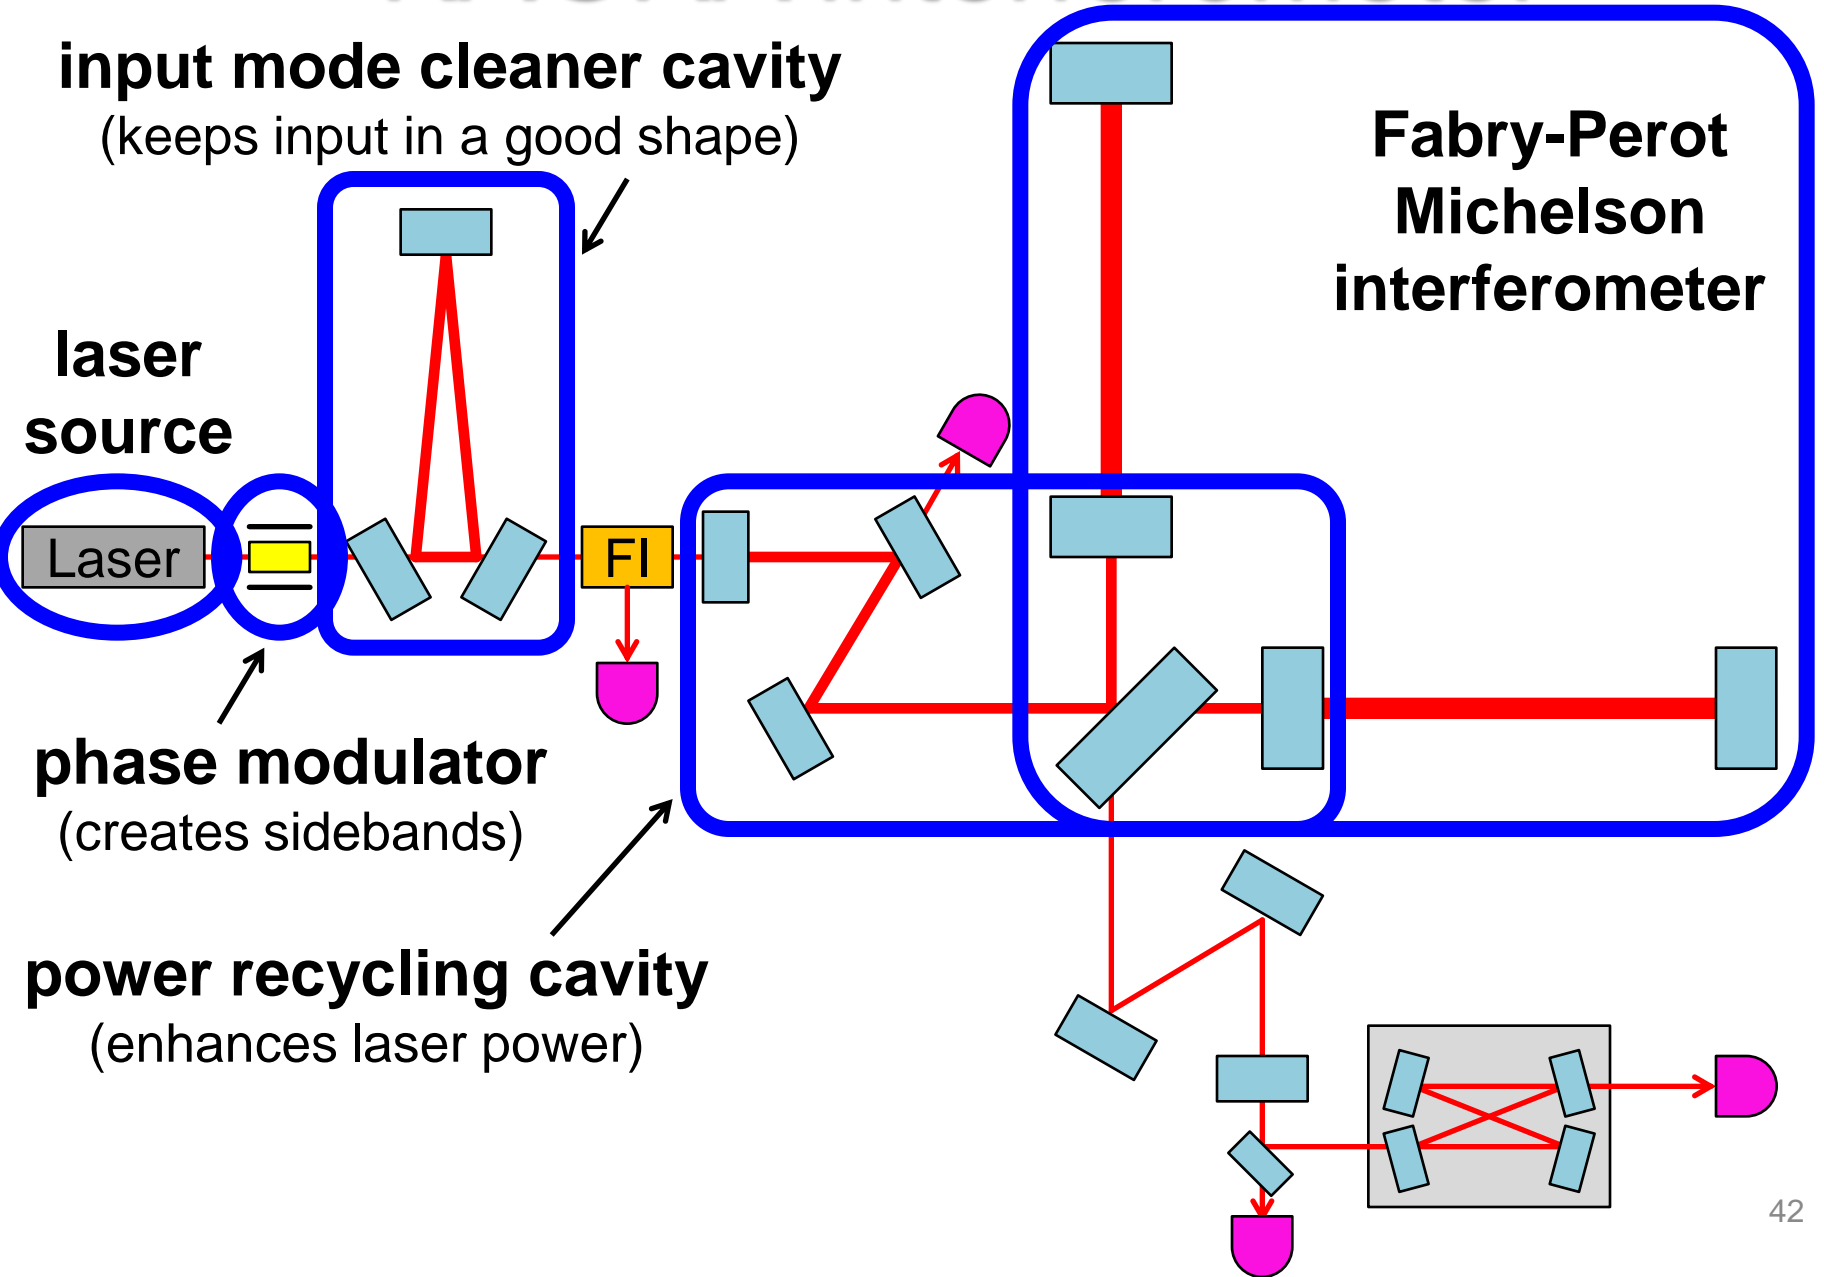 input mode cleaner cavity
(keeps input in a good shape)
Fabry-Perot
Michelson
interferometer
laser
source
Laser
FI
phase modulator
(creates sidebands)
power recycling cavity
(enhances laser power)
42